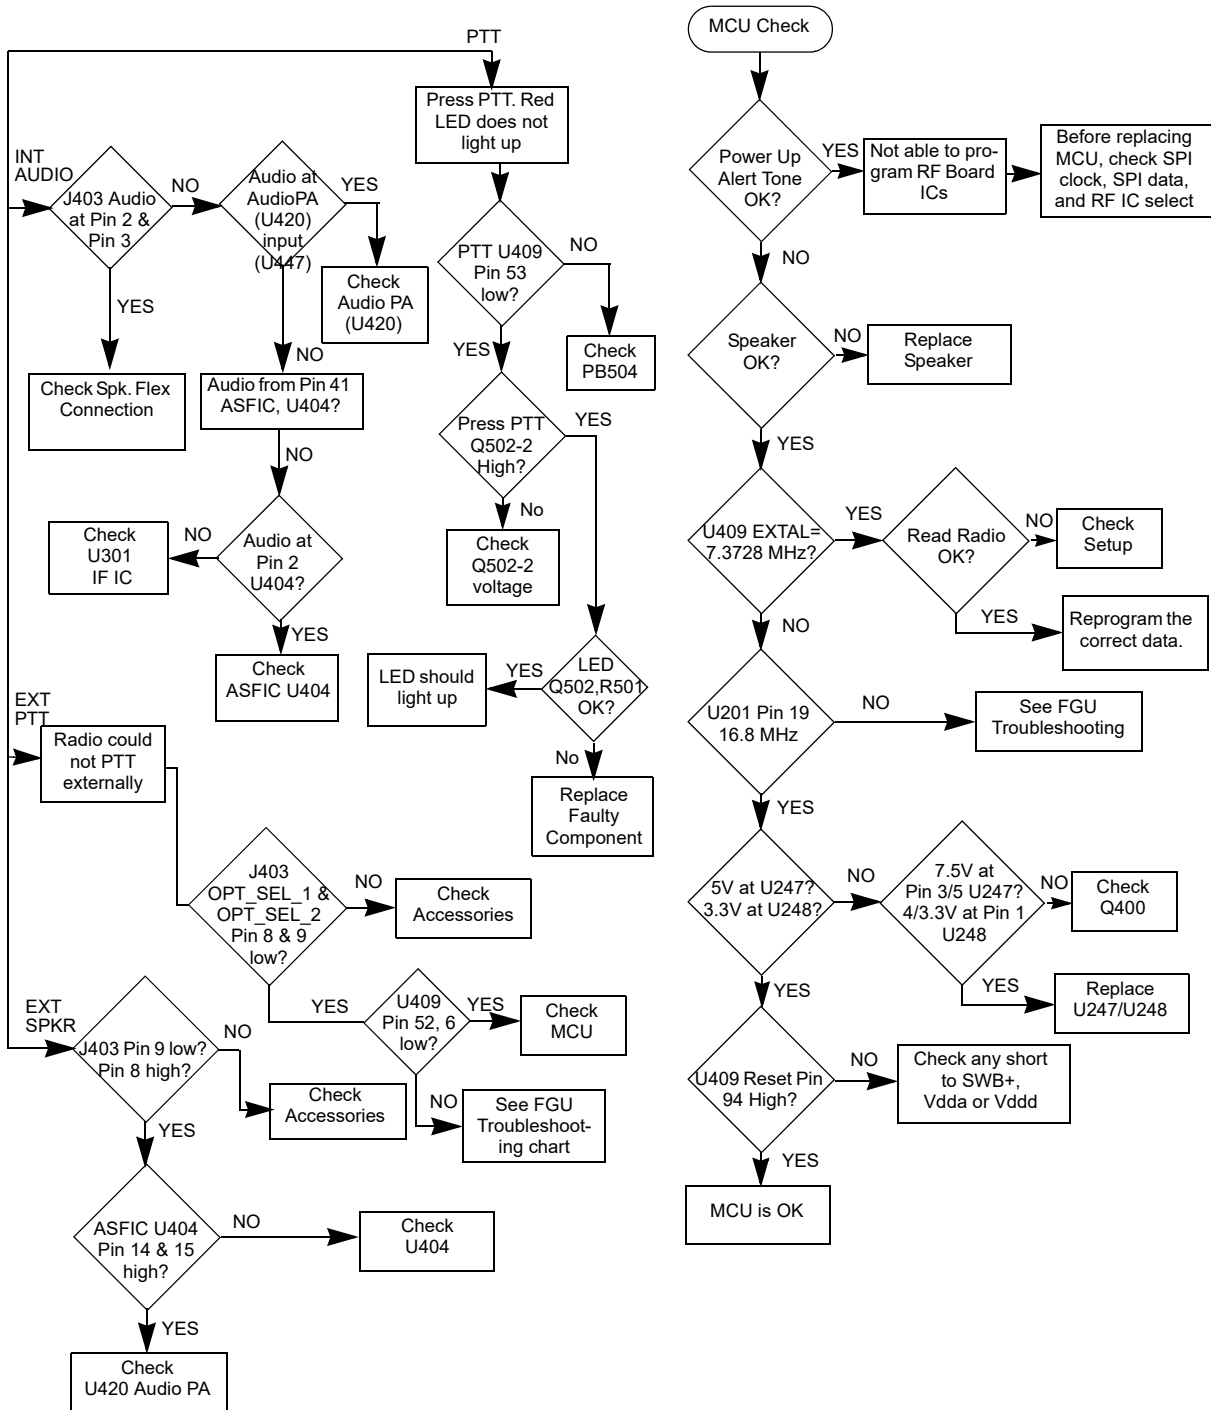 PTT
Press PTT. Red
LED does not
light up
INT
AUDIO
J403 Audio
at Pin 2 &
Pin 3
NO
Audio at
AudioPA
(U420)
input
(U447)
YES
Check
Audio PA
(U420)
YES
Check Spk. Flex
Connection
NO
Audio from Pin 41
ASFIC, U404?
NO
Audio at
Pin 2
U404?
NO
Check
U301
IF IC
YES
Check
ASFIC U404
PTT U409
Pin 53
low?
NO
Check
PB504
YES
Press PTT
Q502-2
High?
YES
No
Check
Q502-2
voltage
LED
Q502,R501
OK?
YES
LED should
light up
No
Replace
Faulty
Component
EXT
PTT
Radio could
not PTT
externally
J403
OPT_SEL_1 &
OPT_SEL_2
Pin 8 & 9
low?
NO
Check
Accessories
YES
U409
Pin 52, 6
low?
YES
Check
MCU
NO
See FGU
Troubleshoot-
ing chart
EXT
SPKR
J403 Pin 9 low?
Pin 8 high?
NO
Check
Accessories
YES
ASFIC U404
Pin 14 & 15
high?
NO
Check
U404
YES
Check
U420 Audio PA
MCU Check
Power Up
Alert Tone
OK?
YES
Not able to pro-
gram RF Board
ICs
Before replacing
MCU, check SPI
clock, SPI data,
and RF IC select
NO
Speaker
OK?
NO
Replace
Speaker
YES
U409 EXTAL=
7.3728 MHz?
YES
Read Radio
OK?
NO
Check
Setup
YES
Reprogram the
correct data.
NO
U201 Pin 19
16.8 MHz
NO
See FGU
Troubleshooting
YES
5V at U247?
3.3V at U248?
NO
7.5V at
Pin 3/5 U247?
4/3.3V at Pin 1
U248
NO
Check
Q400
YES
Replace
U247/U248
YES
U409 Reset Pin
94 High?
NO
Check any short
to SWB+,
Vdda or Vddd
YES
MCU is OK